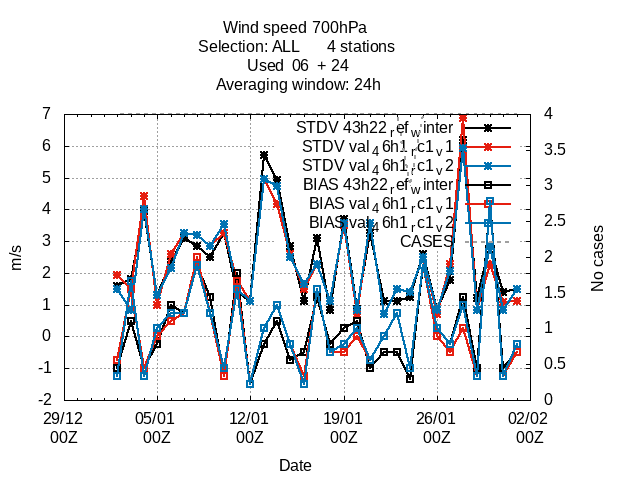 Wind speed 700hPa
Selection: ALL 4 stations
Used 06 + 24
Averaging window: 24h
STDV 43h22_ref_winter
STDV val_46h1_rc1_v1
STDV val_46h1_rc1_v2
BIAS 43h22_ref_winter
BIAS val_46h1_rc1_v1
BIAS val_46h1_rc1_v2
CASES
7 4
6 3.5
5 3
4 2.5
3 2
2 1.5
1 1
0 0.5
-1 0
-2
m/s
No cases
29/12 05/01 12/01 19/01 26/01 02/02
00Z 00Z 00Z 00Z 00Z 00Z
Date